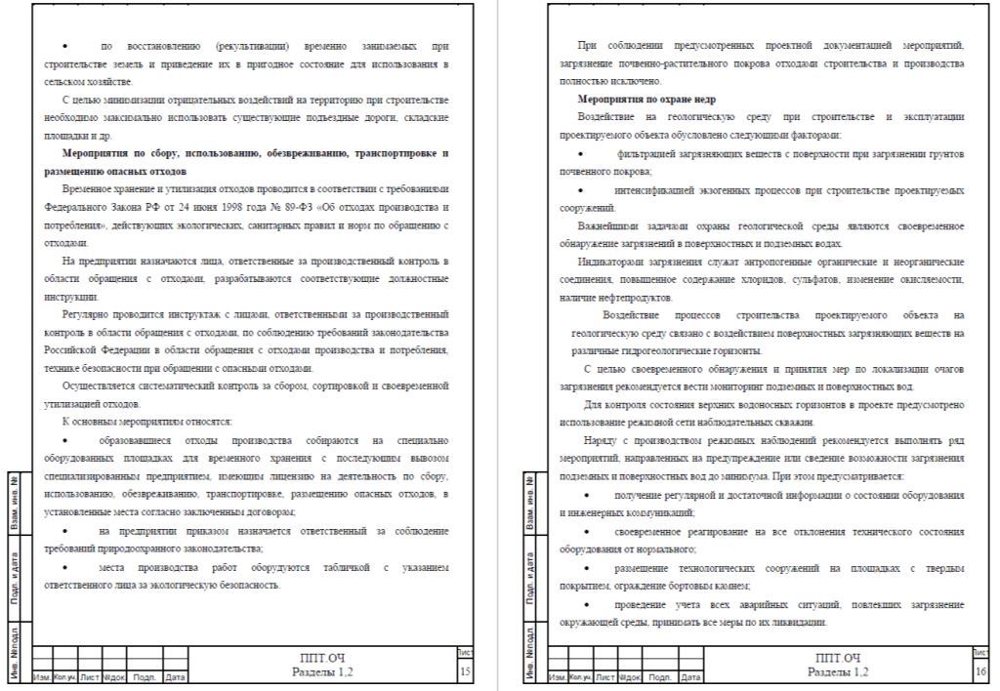 • по восстановлению (рекультивации) временно занимаемых при
строительстве земель и приведение их в пригодное состояние для использования в
сельском хозяйстве.
С целью минимизации отрицательных воздействий на территорию при строительстве
необходимо максимально использовать существующие подъездные дороги, складские
площадки и др.
Мероприятия по сбору, использованию, обезвреживанию, транспортировке и
размещению опасных отходов
Временное хранение и утилизация отходов проводится в соответствии с требованиями
Федерального Закона РФ от 24 июня 1998 года № 89-ФЗ «Об отходах производства и
потребления», действующих экологических, санитарных правил и норм по обращению с
отходами.
На предприятии назначаются лица, ответственные за производственный контроль в
области обращения с отходами, разрабатываются соответствующие должностные
инструкции.
Регулярно проводится инструктаж с лицами, ответственными за производственный
контроль в области обращения с отходами, по соблюдению требований законодательства
Российской Федерации в области обращения с отходами производства и потребления,
технике безопасности при обращении с опасными отходами.
Осуществляется систематический контроль за сбором, сортировкой и своевременной
утилизацией отходов.
К основным мероприятиям относятся:
• образовавшиеся отходы производства собираются на специально
оборудованных площадках для временного хранения с последующим вывозом
специализированным предприятием, имеющим лицензию на деятельность по сбору,
использованию, обезвреживанию, транспортировке, размещению опасных отходов, в
установленные места согласно заключенным договорам;
• на предприятии приказом назначается ответственный за соблюдение
требований природоохранного законодательства;
• места производства работ оборудуются табличкой с указанием
ответственного лица за экологическую безопасность.
Взам. инв. №
Подп. и дата
Инв. №подл.
Изм. Кол.уч. Лист №док. Подп. Дата
ППТ.ОЧ
Разделы 1,2
Лист
15
При соблюдении предусмотренных проектной документацией мероприятий,
загрязнение почвенно-растительного покрова отходами строительства и производства
полностью исключено.
Мероприятия по охране недр
Воздействие на геологическую среду при строительстве и эксплуатации
проектируемого объекта обусловлено следующими факторами:
• фильтрацией загрязняющих веществ с поверхности при загрязнении грунтов
почвенного покрова;
• интенсификацией экзогенных процессов при строительстве проектируемых
сооружений.
Важнейшими задачами охраны геологической среды являются своевременное
обнаружение загрязнений в поверхностных и подземных водах.
Индикаторами загрязнения служат антропогенные органические и неорганические
соединения, повышенное содержание хлоридов, сульфатов, изменение окисляемости,
наличие нефтепродуктов.
Воздействие процессов строительства проектируемого объекта на
геологическую среду связано с воздействием поверхностных загрязняющих веществ на
различные гидрогеологические горизонты.
С целью своевременного обнаружения и принятия мер по локализации очагов
загрязнения рекомендуется вести мониторинг подземных и поверхностных вод.
Для контроля состояния верхних водоносных горизонтов в проекте предусмотрено
использование режимной сети наблюдательных скважин.
Наряду с производством режимных наблюдений рекомендуется выполнять ряд
мероприятий, направленных на предупреждение или сведение возможности загрязнения
подземных и поверхностных вод до минимума. При этом предусматривается:
• получение регулярной и достаточной информации о состоянии оборудования
и инженерных коммуникаций;
• своевременное реагирование на все отклонения технического состояния
оборудования от нормального;
• размещение технологических сооружений на площадках с твердым
покрытием, ограждение бортовым камнем;
• проведение учета всех аварийных ситуаций, повлекших загрязнение
окружающей среды, принимать все меры по их ликвидации.
Взам. инв. №
Подп. и дата
Инв. №подл.
Изм. Кол.уч. Лист №док. Подп. Дата
ППТ.ОЧ
Разделы 1,2
Лист
16